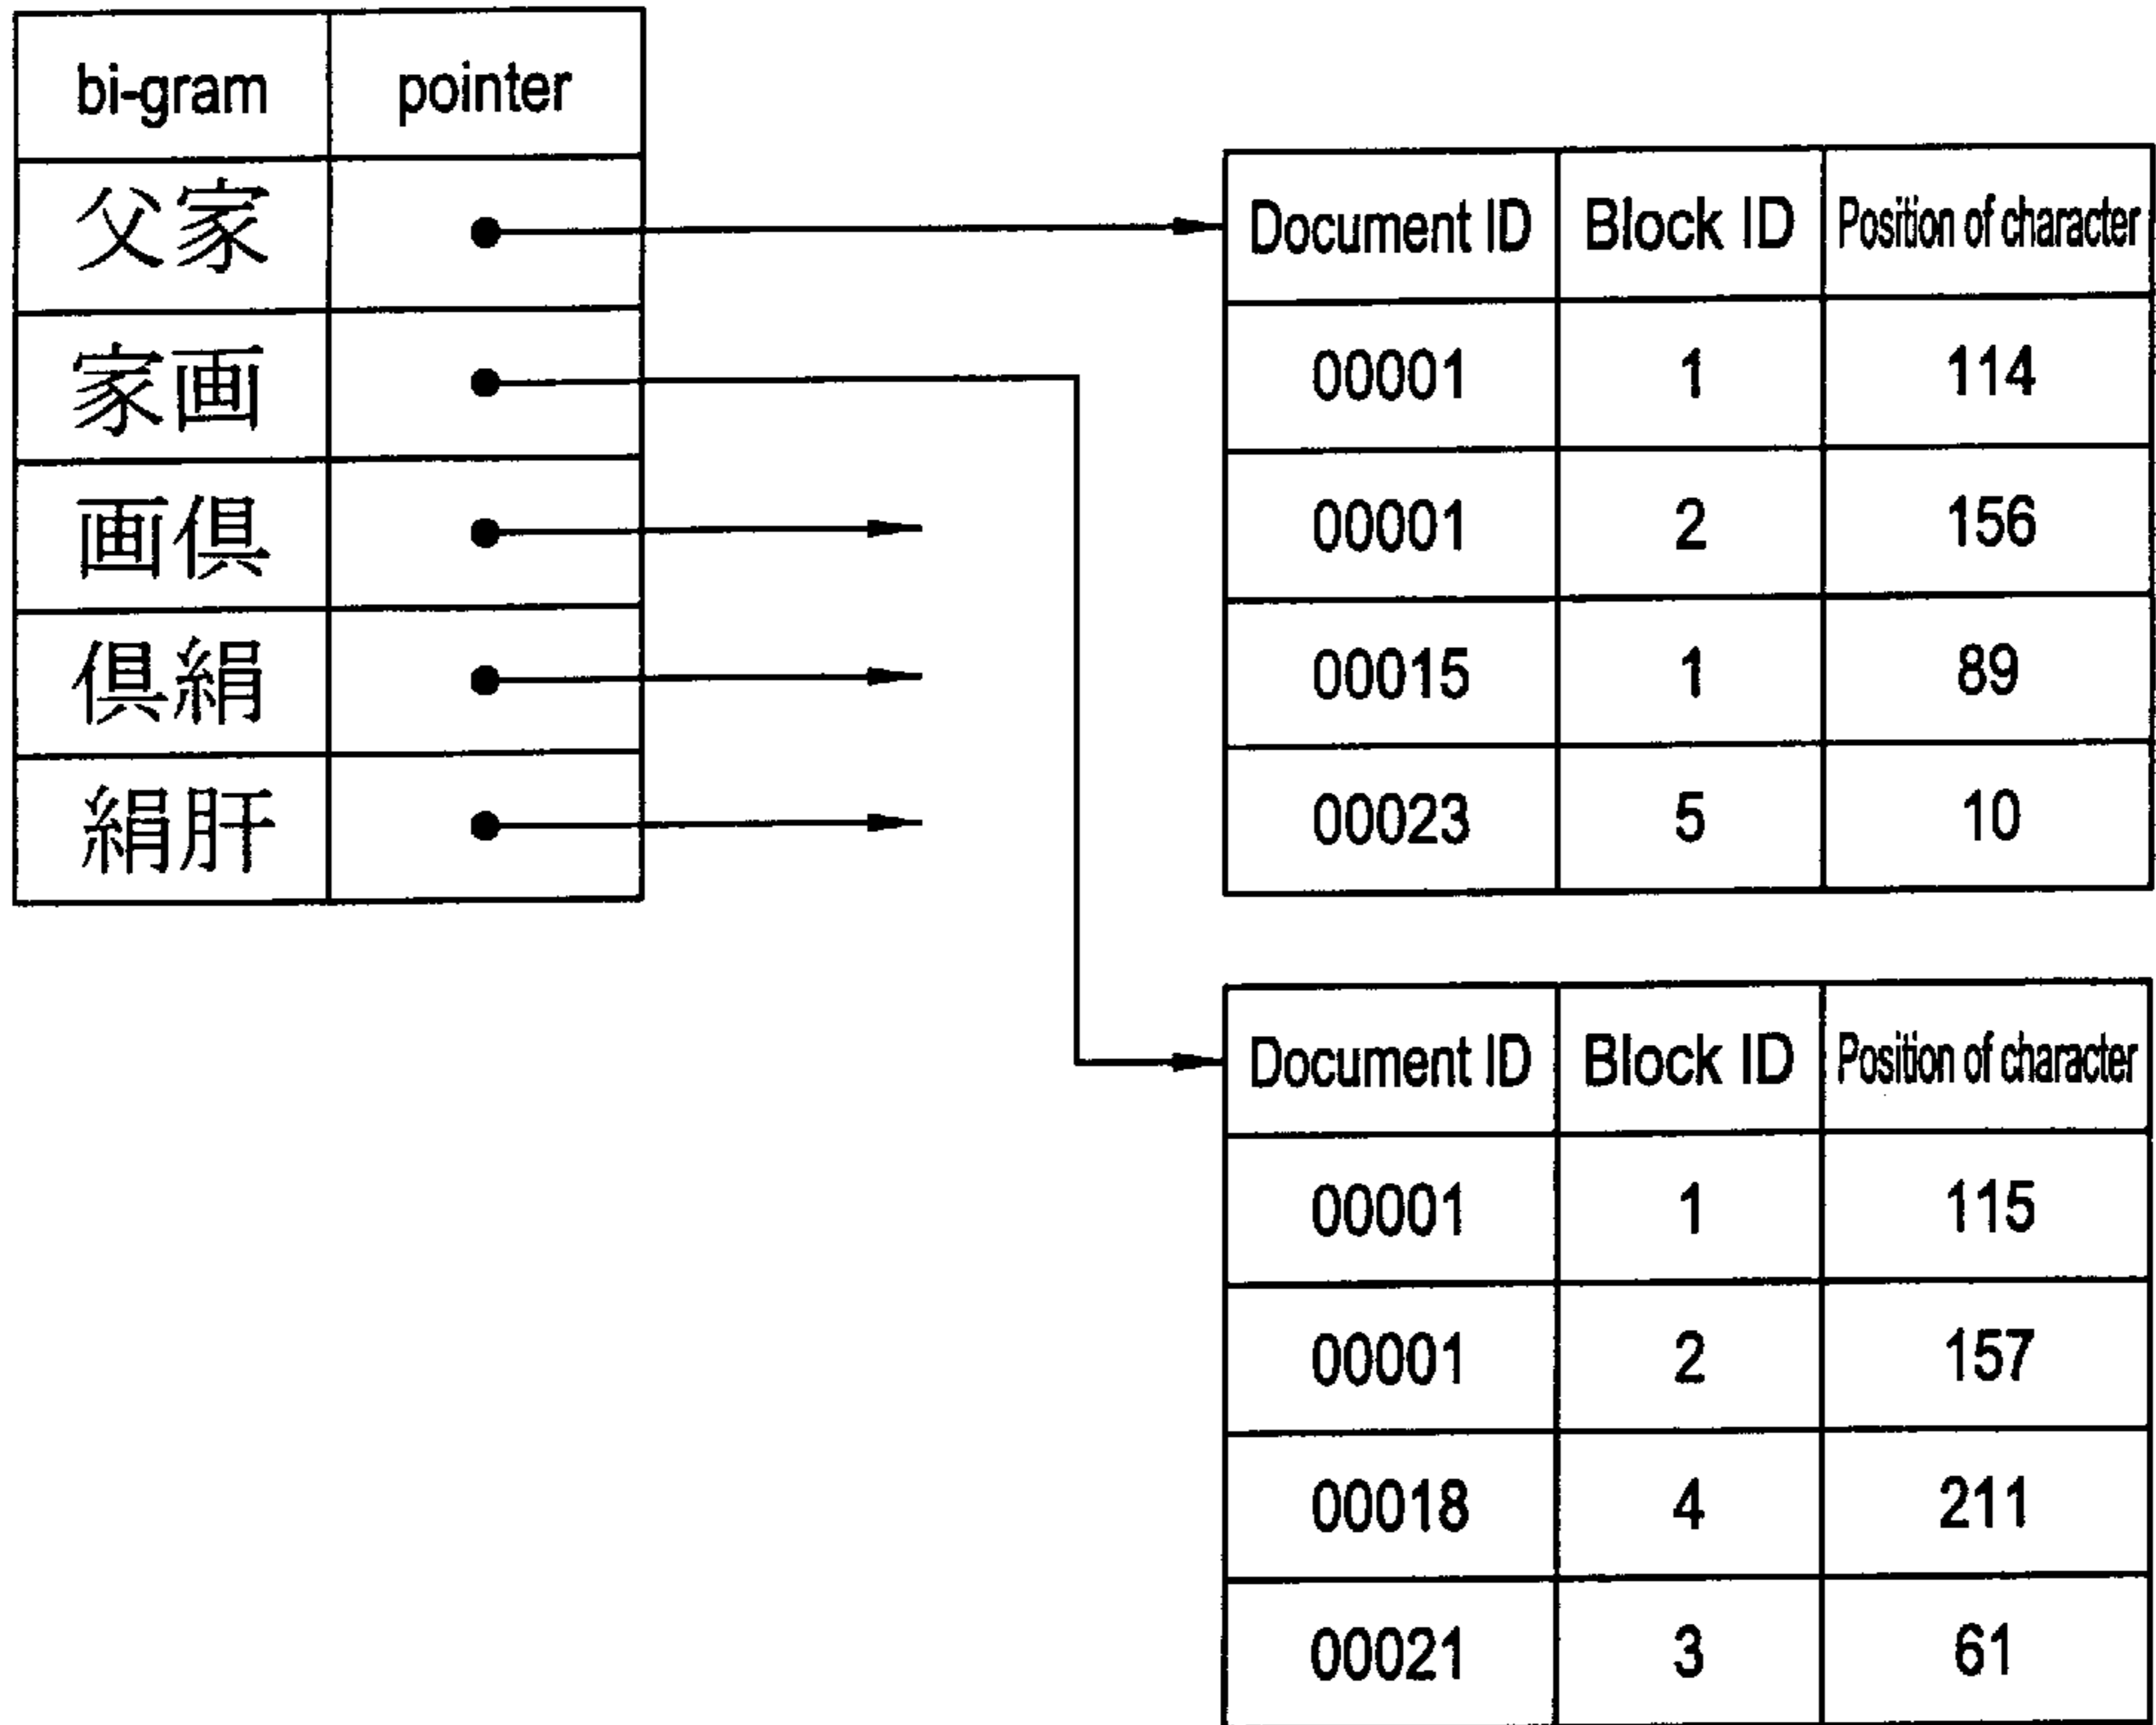 bi-gram pointer
父家
家画
画倶
倶絹
絹肝
Document ID Block ID Position of character
00001 1 114
00001 2 156
00015 1 89
00023 5 10
Document ID Block ID Position of character
00001 1 115
00001 2 157
00018 4 211
00021 3 61